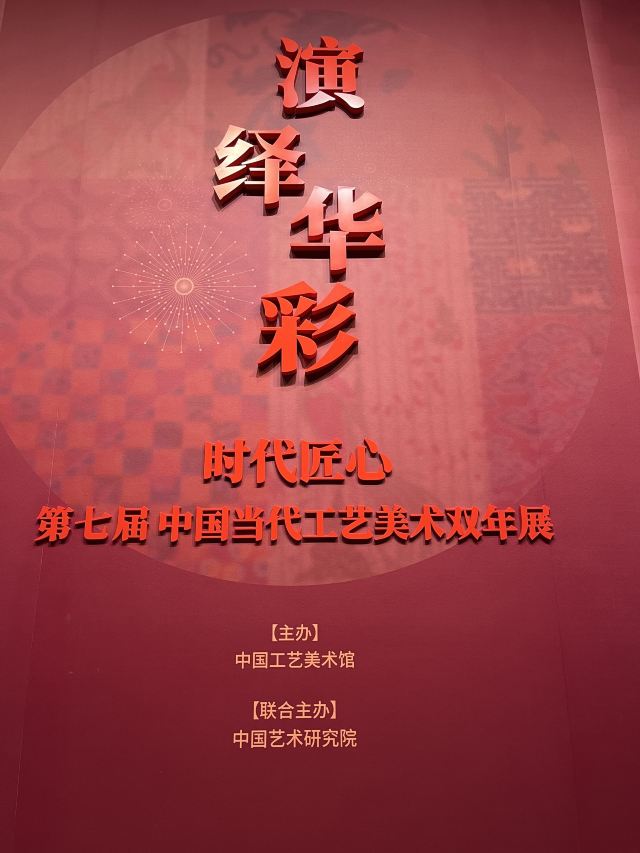 演绎华彩
时代匠心
第七届 中国当代工艺美术双年展
【主办】
中国工艺美术馆
【联合主办】
中国艺术研究院